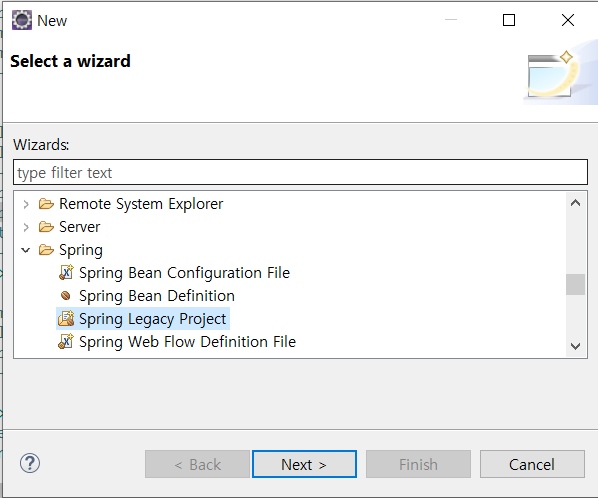 New
Select a wizard
Wizards:
type filter text
Remote System Explorer
Server
Spring
Spring Bean Configuration File
Spring Bean Definition
Spring Legacy Project
Spring Web Flow Definition File
< Back
Next >
Finish
Cancel